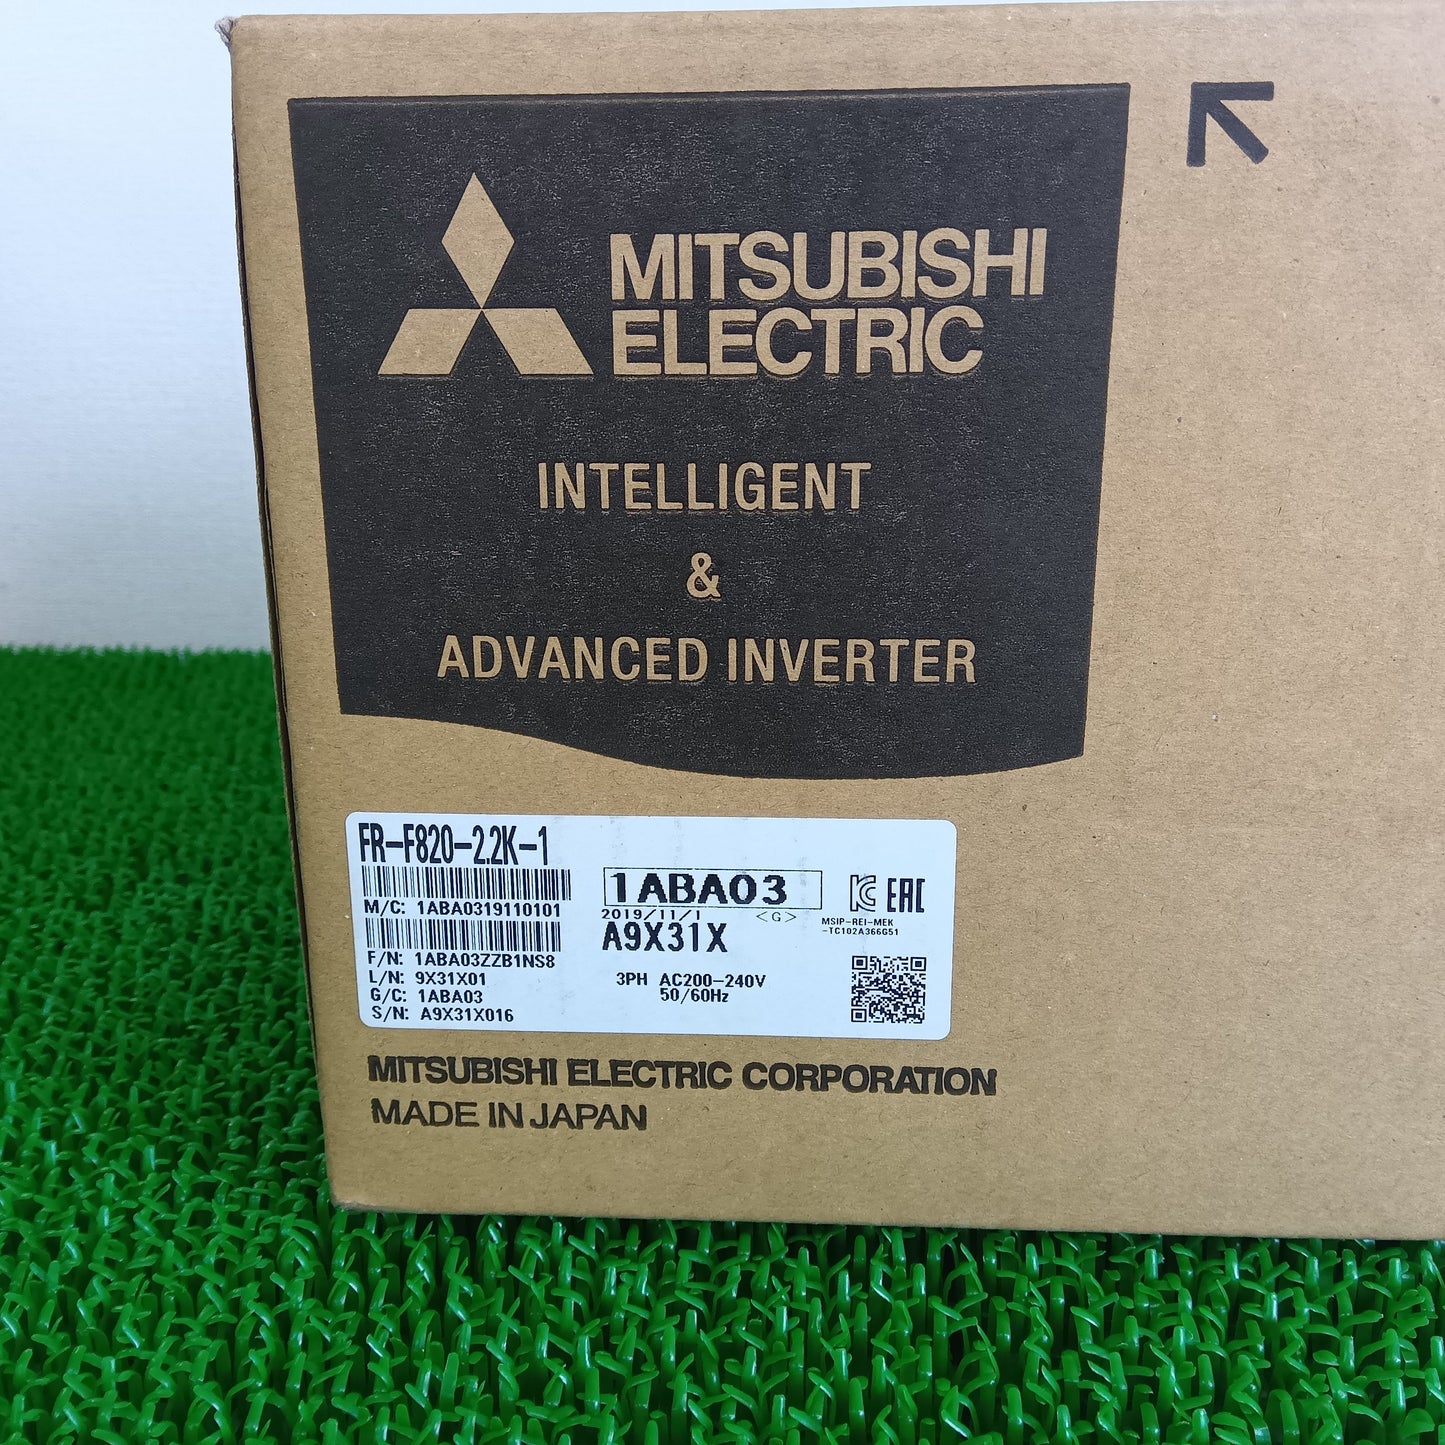 MITSUBISHI
ELECTRIC
INTELLIGENT
&
ADVANCED INVERTER
FR-F820-2.2K-1
M/C: 1ABA0319110101
F/N: 1ABA03ZZB1NS8
L/N: 9X31X01
G/C: 1ABA03
S/N: A9X31X016
1ABA03
2019/11/1 <G>
A9X31X
3PH AC200-240V
50/60Hz
EAC
MSIP-REI-MEK
-TC102A366G51
MITSUBISHI ELECTRIC CORPORATION
MADE IN JAPAN